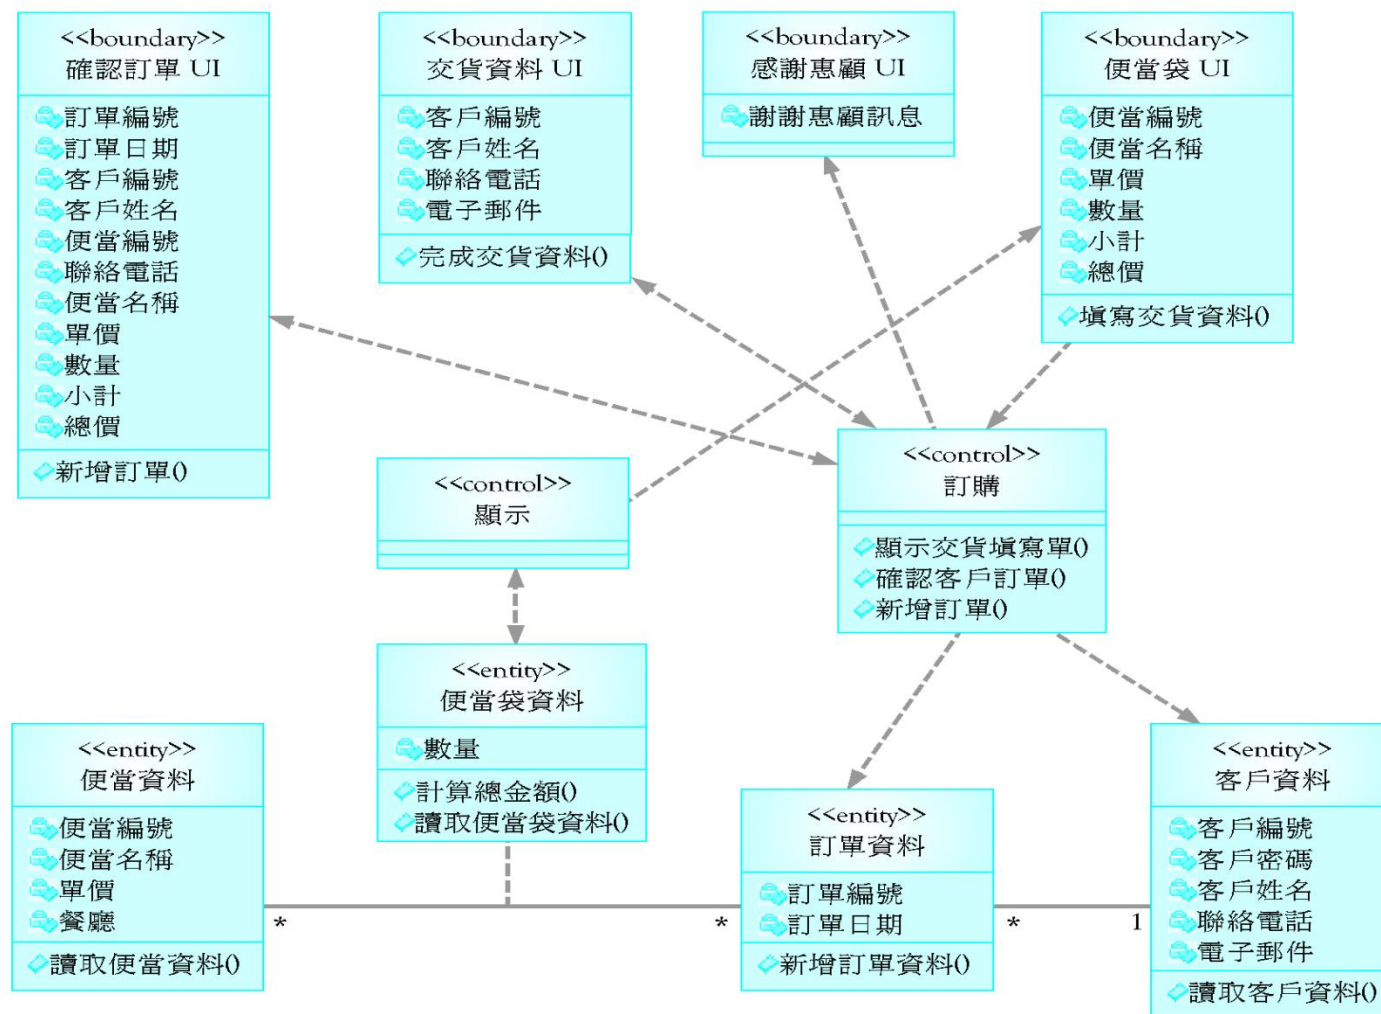 <<boundary>>
確認訂單 UI
訂單編號
訂單日期
客戶編號
客戶姓名
便當編號
聯絡電話
便當名稱
單價
數量
小計
總價
新增訂單()
<<boundary>>
交貨資料 UI
客戶編號
客戶姓名
聯絡電話
電子郵件
完成交貨資料()
<<boundary>>
感謝惠顧 UI
謝謝惠顧訊息
<<boundary>>
便當袋 UI
便當編號
便當名稱
單價
數量
小計
總價
填寫交貨資料()
<<control>>
顯示
<<control>>
訂購
顯示交貨填寫單()
確認客戶訂單()
新增訂單()
<<entity>>
便當資料
便當編號
便當名稱
單價
餐廳
讀取便當資料()
<<entity>>
便當袋資料
數量
計算總金額()
讀取便當袋資料()
*
*
<<entity>>
訂單資料
訂單編號
訂單日期
新增訂單資料()
*
1
<<entity>>
客戶資料
客戶編號
客戶密碼
客戶姓名
聯絡電話
電子郵件
讀取客戶資料()